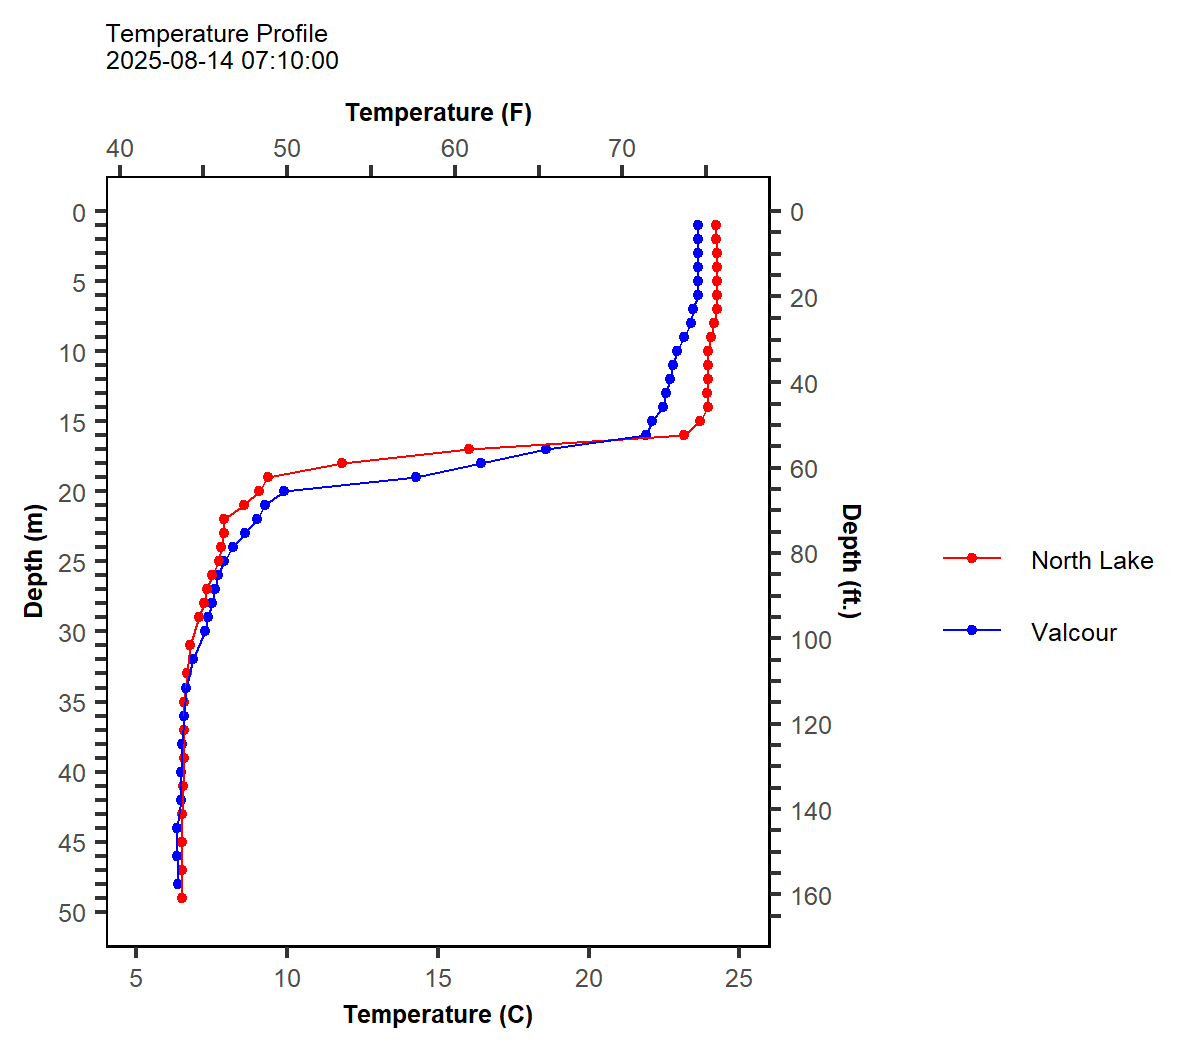 Temperature Profile
2025-08-14 07:10:00
Temperature (F)
40 50 60 70
0
5
10
15
20
25
30
35
40
45
50
Depth (m)
0
20
40
60
80
100
120
140
160
Depth (ft.)
North Lake
Valcour
5 10 15 20 25
Temperature (C)